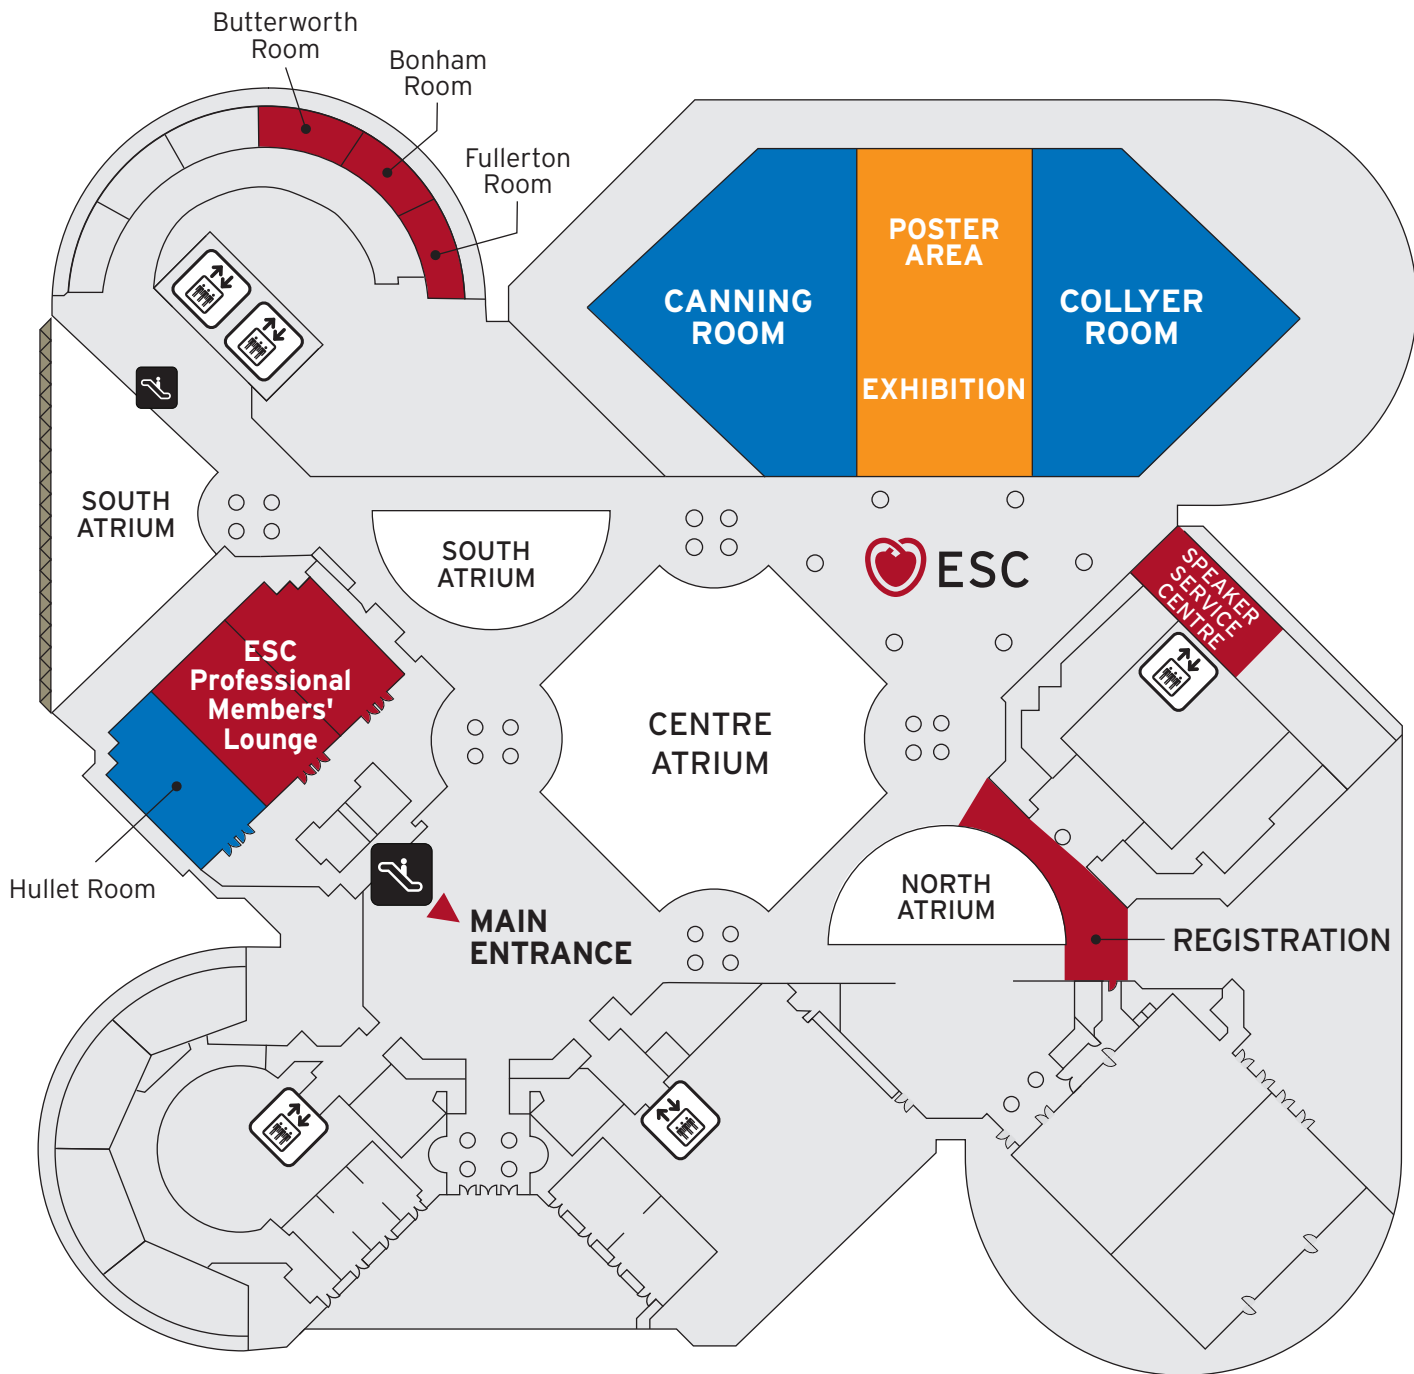 Butterworth
Room
Bonham
Room
Fullerton
Room
CANNING
ROOM
POSTER
AREA
EXHIBITION
COLLYER
ROOM
SOUTH
ATRIUM
SOUTH
ATRIUM
ESC
SPEAKER
SERVICE
CENTRE
ESC
Professional
Members'
Lounge
CENTRE
ATRIUM
Hullet Room
NORTH
ATRIUM
MAIN
ENTRANCE
REGISTRATION